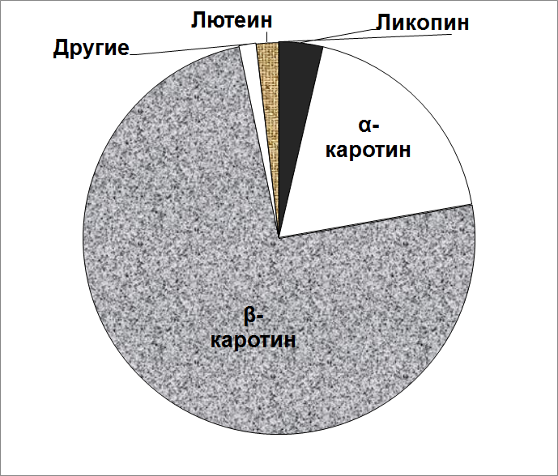 Лютеин
Ликопин
Другие
α-
каротин
β-
каротин